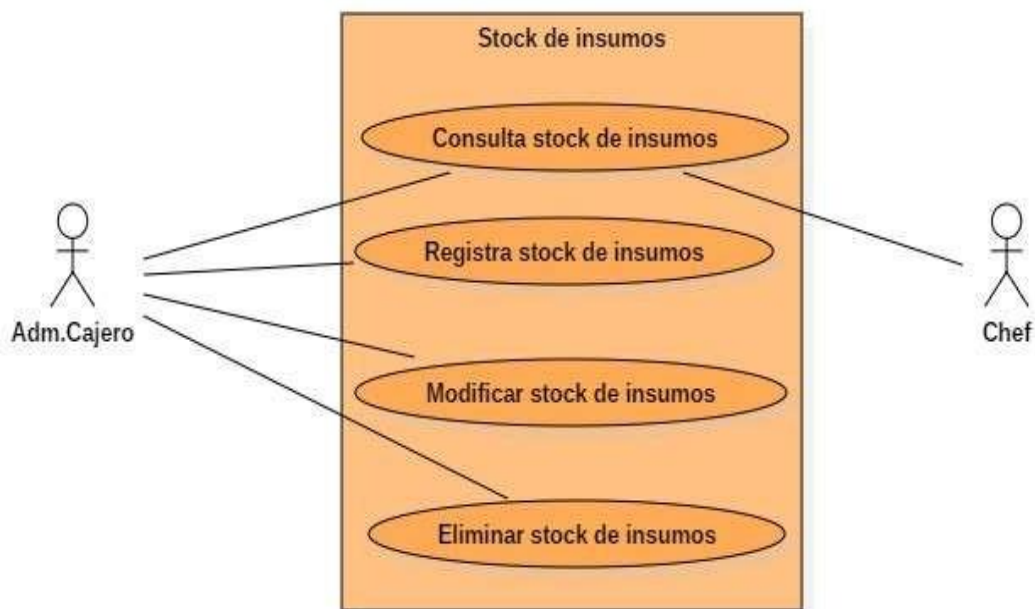 Stock de insumos
Consulta stock de insumos
Registra stock de insumos
Adm.Cajero
Chef
Modificar stock de insumos
Eliminar stock de insumos